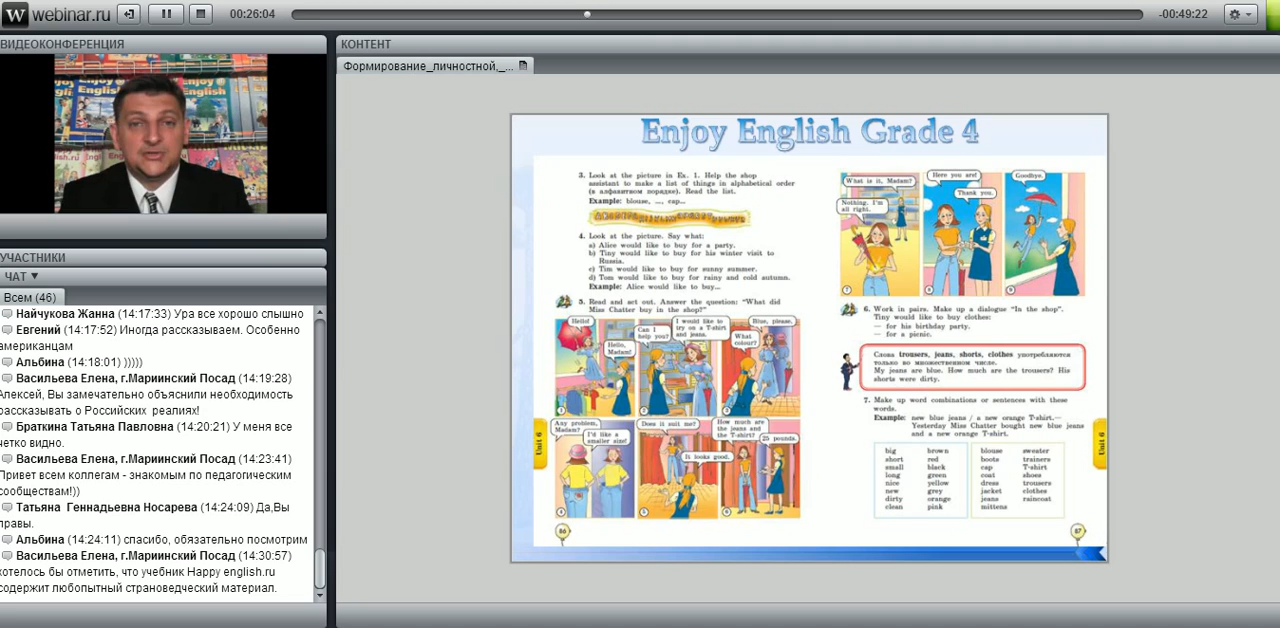 W webinar.ru
00:26:04
-00:49:22
ВИДЕОКОНФЕРЕНЦИЯ
Enjoy
English
УЧАСТНИКИ
ЧАТ ▼
Всем (46)
Найчукова Жанна (14:17:33) Ура все хорошо слышно
Евгений (14:17:52) Иногда рассказываем. Особенно
американцам
Альбина (14:18:01) )))))
Васильева Елена, г.Мариинский Посад (14:19:28)
Алексей, Вы замечательно объяснили необходимость
рассказывать о Российских реалиях!
Браткина Татьяна Павловна (14:20:21) У меня все
четко видно.
Васильева Елена, г.Мариинский Посад (14:23:41)
Привет всем коллегам - знакомым по педагогическим
сообществам!))
Татьяна Геннадьевна Носарева (14:24:09) Да,Вы
правы.
Альбина (14:24:11) спасибо, обязательно посмотрим
Васильева Елена, г.Мариинский Посад (14:30:57)
хотелось бы отметить, что учебник Happy english.ru
содержит любопытный страноведческий материал.
КОНТЕНТ
Формирование_личностной,_...
Enjoy English Grade 4
3. Look at the picture in Ex. 1. Help the shop
assistant to make a list of things in alphabetical order
(в алфавитном порядке). Read the list.
Example: blouse, ..., cap...
4. Look at the picture. Say what:
a) Alice would like to buy for a party.
b) Tiny would like to buy for his winter visit to
Russia.
c) Tim would like to buy for sunny summer.
d) Tom would like to buy for rainy and cold autumn.
Example: Alice would like to buy...
5. Read and act out. Answer the question: "What did
Miss Chatter buy in the shop?"
Hello!
Hello,
Madam!
1
Can I
help you?
I would like to
try on a T-shirt
and jeans.
2
Blue, please.
What
colour?
3
Any problem,
Madam?
I'd like a
smaller size!
4
Does it suit me?
It looks good.
5
How much are
the jeans and
the T-shirt?
25 pounds.
6
Unit 6
86
What is it, Madam?
Nothing. I'm
all right.
7
Here you are!
Thank you.
8
Goodbye.
9
6. Work in pairs. Make up a dialogue "In the shop".
Tiny would like to buy clothes:
— for his birthday party.
— for a picnic.
Слова trousers, jeans, shorts, clothes употребляются
только во множественном числе.
My jeans are blue. How much are the trousers? His
shorts were dirty.
7. Make up word combinations or sentences with these
words.
Example: new blue jeans / a new orange T-shirt.—
Yesterday Miss Chatter bought new blue jeans
and a new orange T-shirt.
big brown
short red
small black
long green
nice yellow
new grey
dirty orange
clean pink
blouse sweater
boots trainers
cap T-shirt
coat shoes
dress trousers
jacket clothes
jeans raincoat
mittens
Unit 6
87